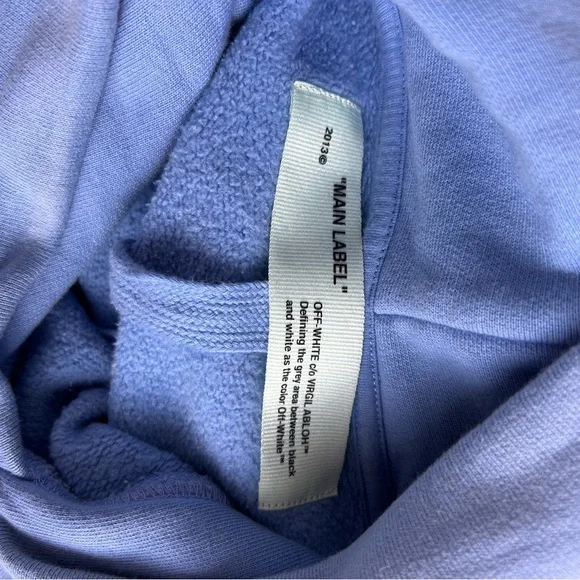 2013©
"MAIN LABEL"
OFF-WHITE c/o VIRGIL ABLOH™
Defining the grey area between black
and white as the color Off-White™